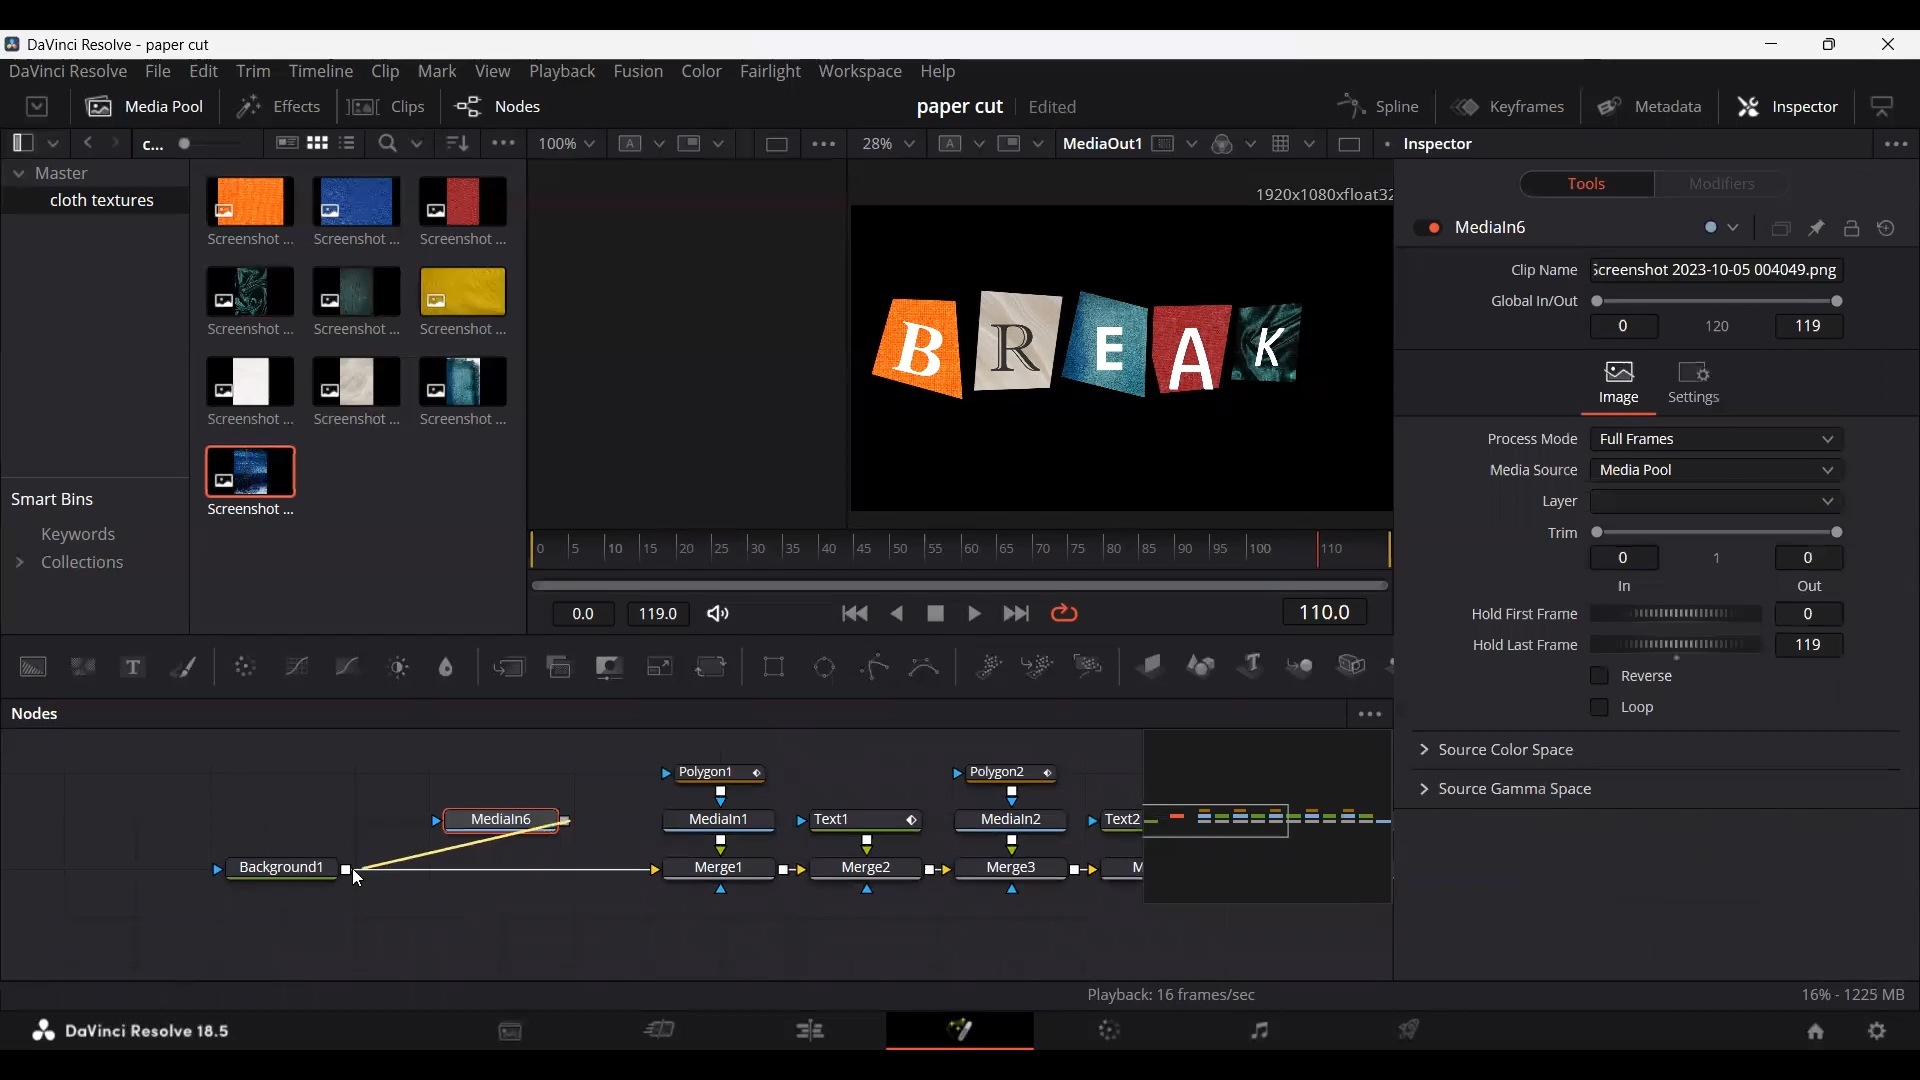 DaVinci Resolve - paper cut
DaVinci Resolve File Edit Trim Timeline Clip Mark View Playback Fusion Color Fairlight Workspace Help
Media Pool Effects Clips Nodes paper cut Edited Spline Keyframes Metadata Inspector
c... 100% A 28% A MediaOut1 Inspector
Master
cloth textures
Screenshot ... Screenshot ... Screenshot ...
Screenshot ... Screenshot ... Screenshot ...
Screenshot ... Screenshot ... Screenshot ...
Screenshot ...
Smart Bins
Keywords
Collections
1920x1080xfloat32
BREAK
0 5 10 15 20 25 30 35 40 45 50 55 60 65 70 75 80 85 90 95 100 110
0.0 119.0 110.0
Tools Modifiers
MediaIn6
Clip Name Screenshot 2023-10-05 004049.png
Global In/Out
0 120 119
Image Settings
Process Mode Full Frames
Media Source Media Pool
Layer
Trim
0 1 0
In Out
Hold First Frame 0
Hold Last Frame 119
Reverse
Loop
Source Color Space
Source Gamma Space
T T
Nodes
Polygon1 Polygon2
MediaIn6 MediaIn1 Text1 MediaIn2 Text2
Background1 Merge1 Merge2 Merge3 M
Playback: 16 frames/sec 16% - 1225 MB
DaVinci Resolve 18.5